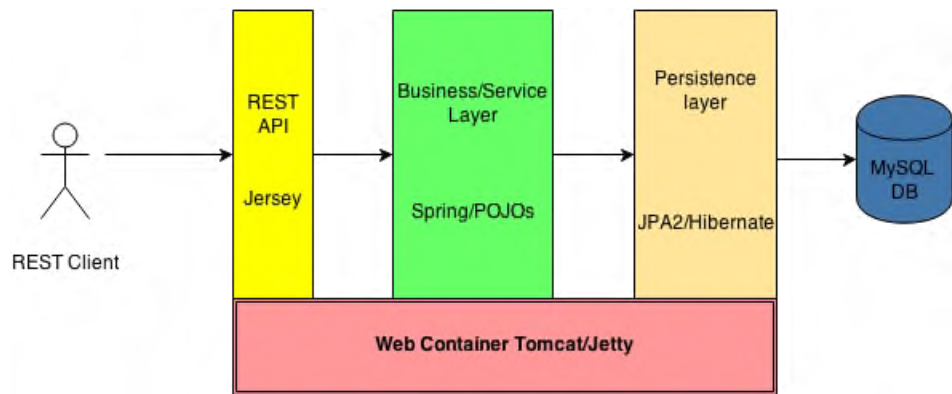 REST Client
REST
API
Jersey
Business/Service
Layer
Spring/POJOs
Persistence
layer
JPA2/Hibernate
MySQL
DB
Web Container Tomcat/Jetty